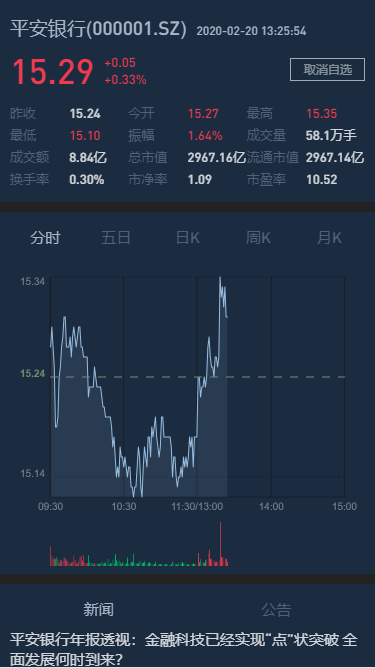 平安银行(000001.SZ) 2020-02-20 13:25:54
15.29 +0.05
+0.33%
取消自选
昨收 15.24 今开 15.27 最高 15.35
最低 15.10 振幅 1.64% 成交量 58.1万手
成交额 8.84亿 总市值 2967.16亿 流通市值 2967.14亿
换手率 0.30% 市净率 1.09 市盈率 10.52
分时 五日 日K 周K 月K
15.34
15.24
15.14
09:30 10:30 11:30/13:00 14:00 15:00
新闻 公告
平安银行年报透视：金融科技已经实现“点”状突破 全
面发展何时到来？